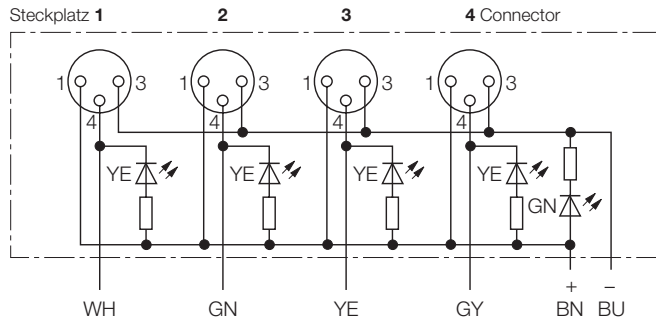 Steckplatz 1 2 3 4 Connector
1 3 1 3 1 3 1 3
4 4 4 4
YE YE YE YE
GN
+ –
WH GN YE GY BN BU